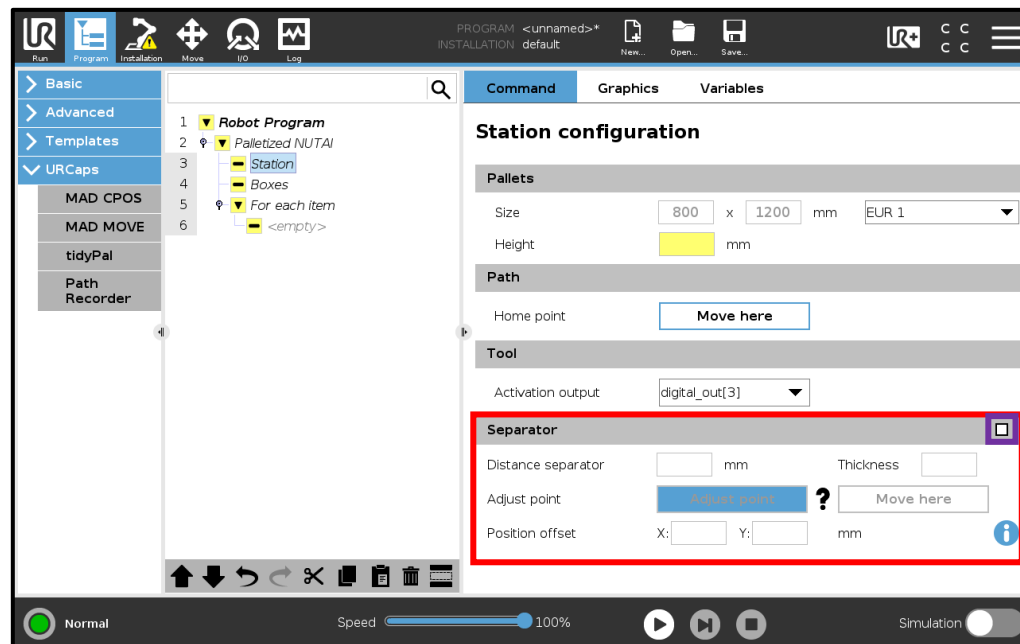 UR
PROGRAM <unnamed>*
INSTALLATION default
UR+
C C
C C
Run Program Installation Move I/O Log New... Open... Save...
Basic
Advanced
Templates
URCaps
MAD CPOS
MAD MOVE
tidyPal
Path
Recorder
1 Robot Program
2 Palletized NUTAI
3 Station
4 Boxes
5 For each item
6 <empty>
Command Graphics Variables
Station configuration
Pallets
Size 800 x 1200 mm EUR 1
Height mm
Path
Home point Move here
Tool
Activation output digital_out[3]
Separator
Distance separator mm Thickness
Adjust point Adjust point ? Move here
Position offset X: Y: mm i
Normal Speed 100% Simulation